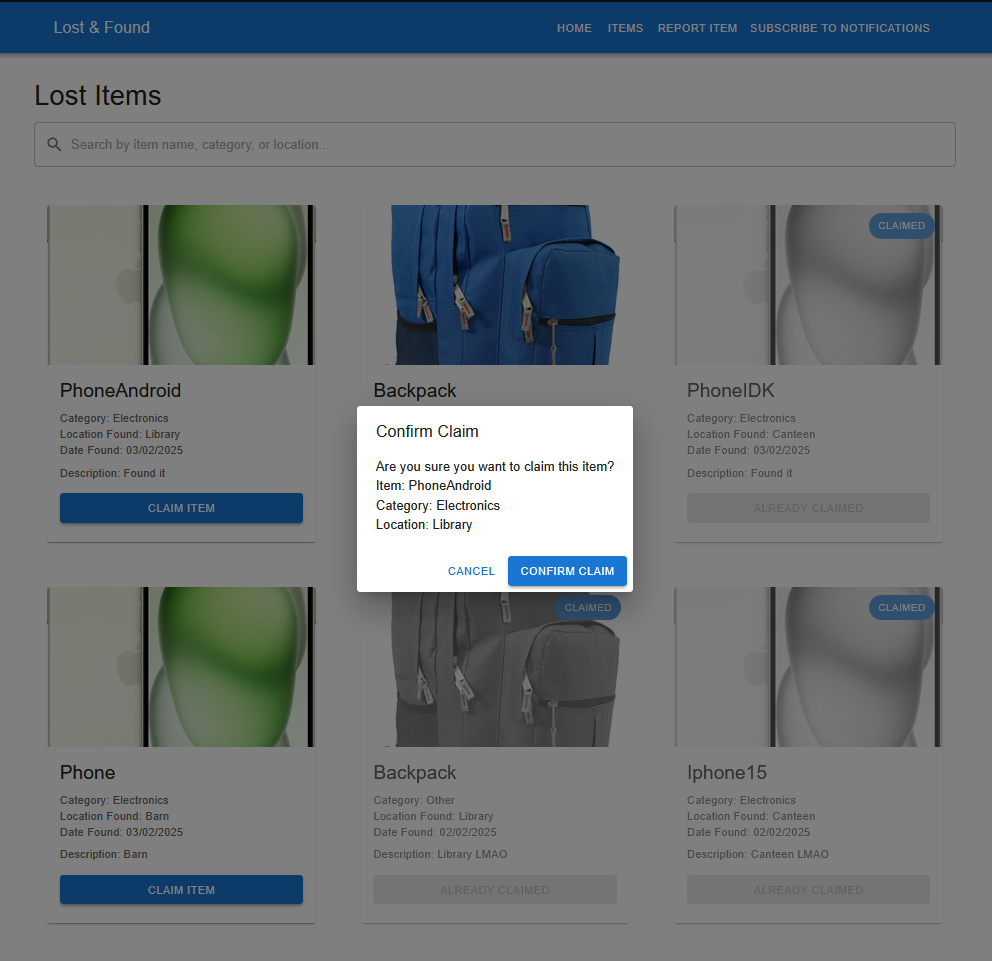 Lost & Found
HOME
ITEMS
REPORT ITEM
SUBSCRIBE TO NOTIFICATIONS
Lost Items
Search by item name, category, or location...
PhoneAndroid
Category: Electronics
Location Found: Library
Date Found: 03/02/2025
Description: Found it
CLAIM ITEM
Backpack
CLAIMED
PhoneIDK
Category: Electronics
Location Found: Canteen
Date Found: 03/02/2025
Description: Found it
ALREADY CLAIMED
Confirm Claim
Are you sure you want to claim this item?
Item: PhoneAndroid
Category: Electronics
Location: Library
CANCEL
CONFIRM CLAIM
Phone
Category: Electronics
Location Found: Barn
Date Found: 03/02/2025
Description: Barn
CLAIM ITEM
CLAIMED
Backpack
Category: Other
Location Found: Library
Date Found: 02/02/2025
Description: Library LMAO
ALREADY CLAIMED
CLAIMED
Iphone15
Category: Electronics
Location Found: Canteen
Date Found: 02/02/2025
Description: Canteen LMAO
ALREADY CLAIMED